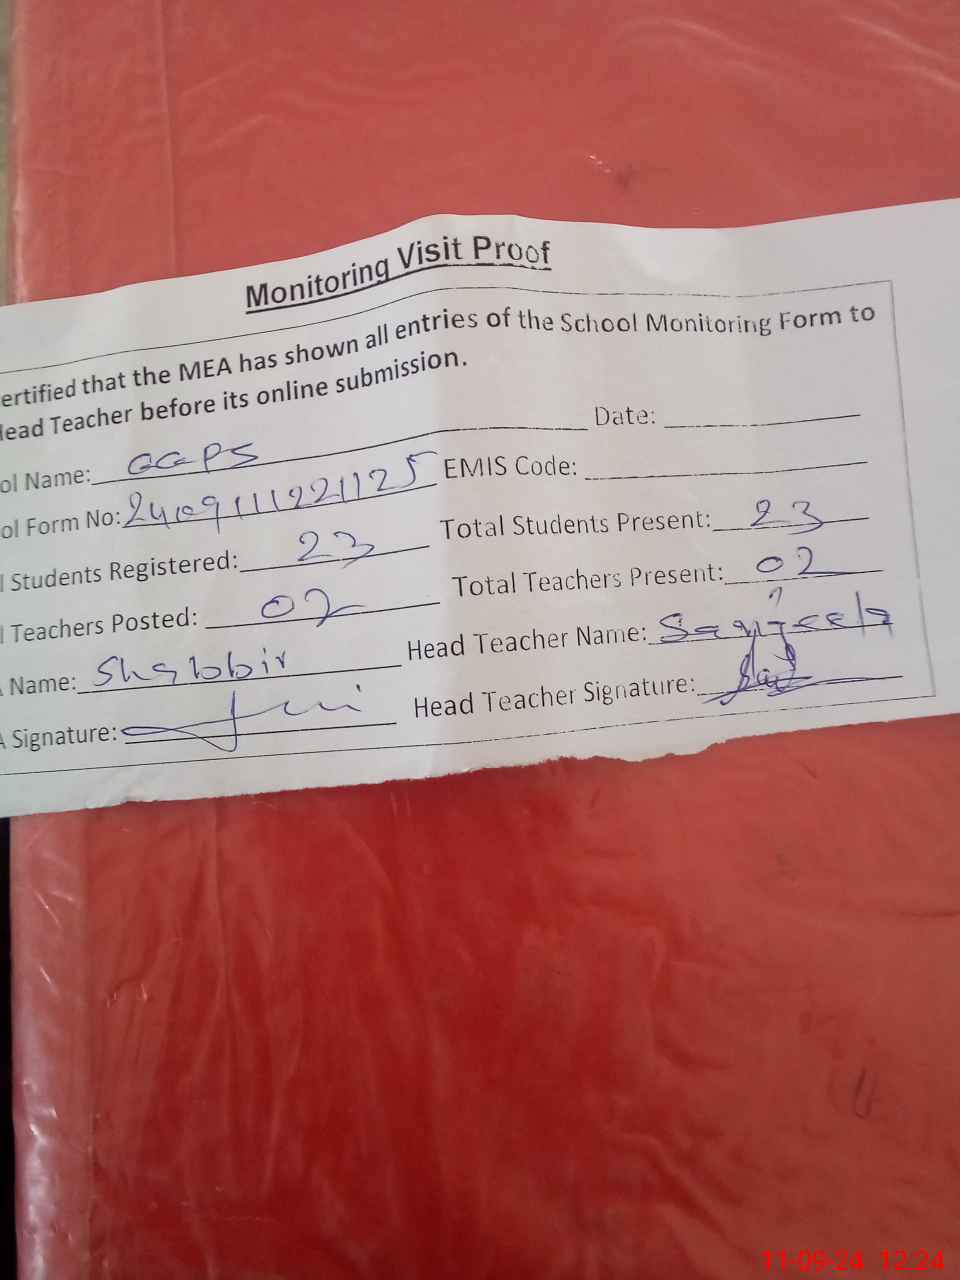 Monitoring Visit Proof
ertified that the MEA has shown all entries of the School Monitoring Form to
lead Teacher before its online submission.
Date:
ol Name: GGPS
EMIS Code:
ol Form No: 2409111221125
l Students Registered: 23 Total Students Present: 23
l Teachers Posted: 02 Total Teachers Present: 02
Name: Shabbir Head Teacher Name:
A Signature: Head Teacher Signature:
11-09-24 12:24